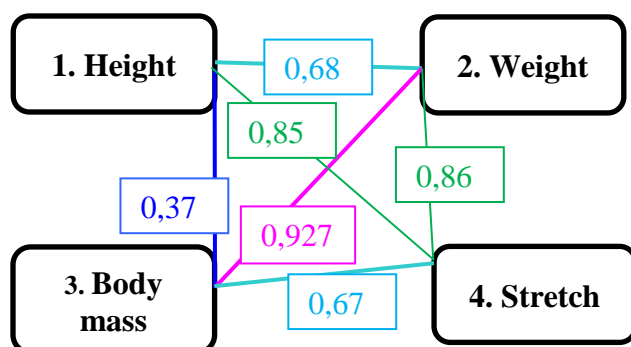 1. Height
0,68
2. Weight
0,85
0,86
0,37
0,927
3. Body
mass
0,67
4. Stretch